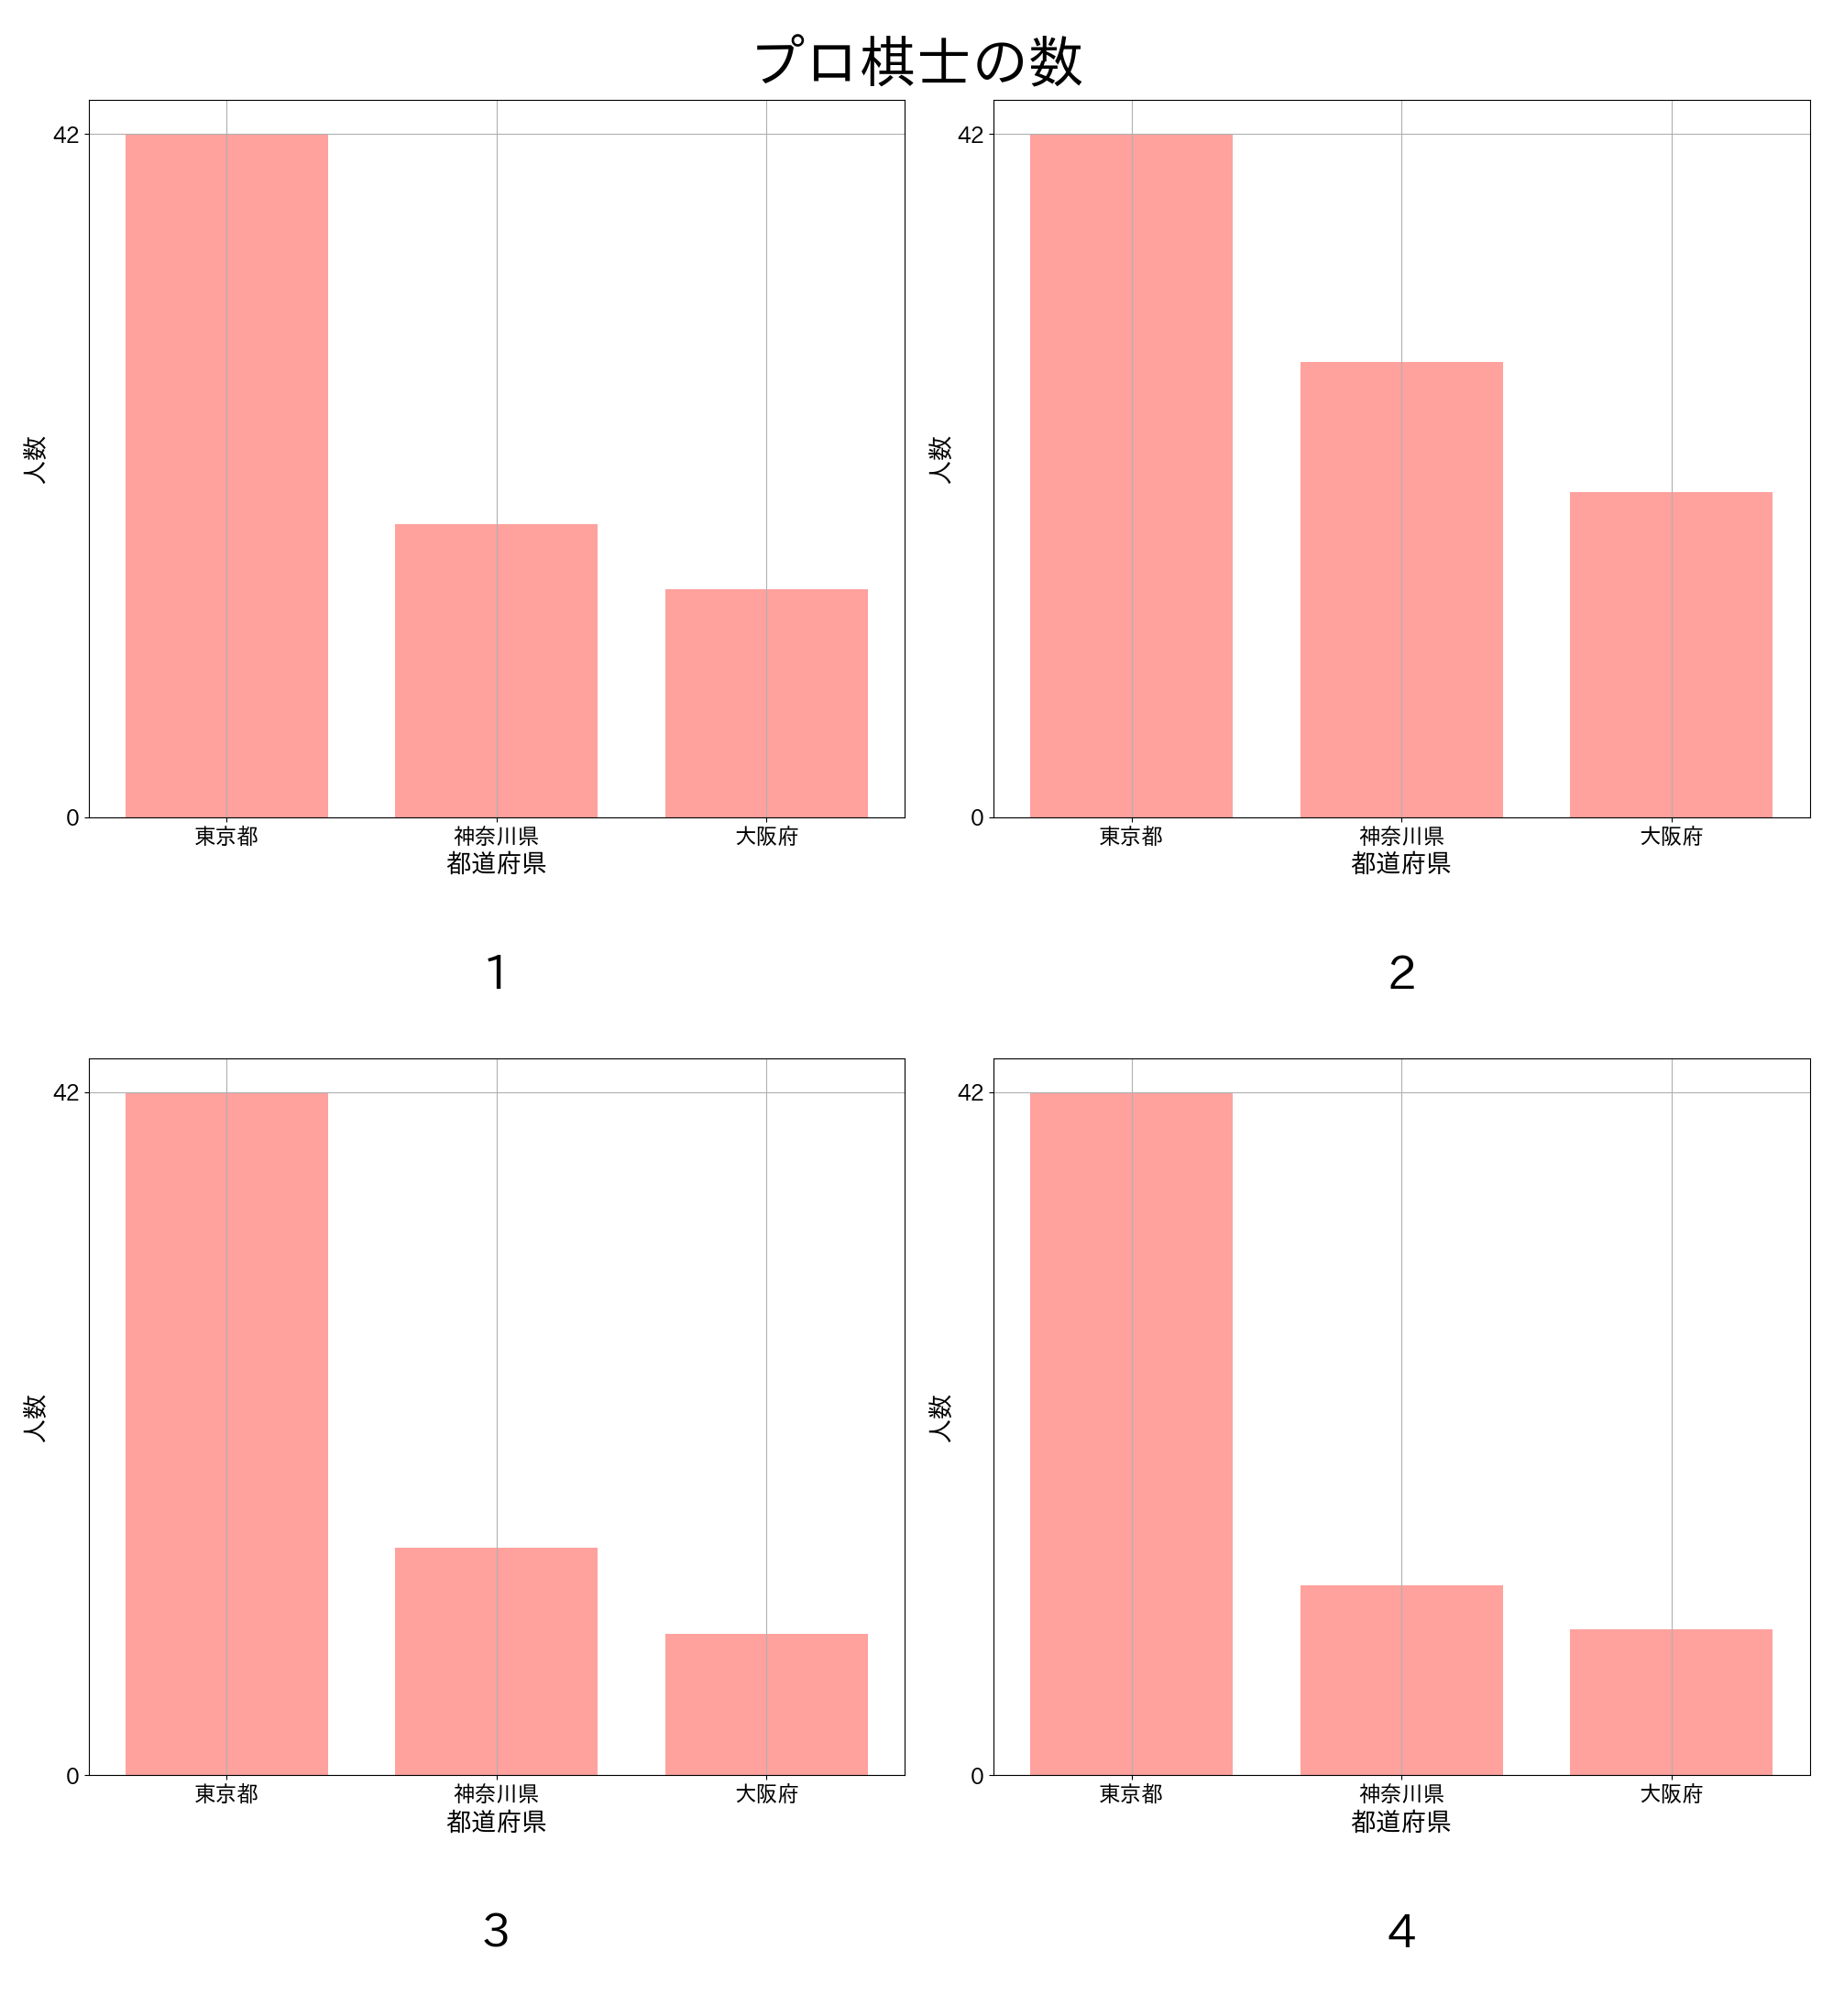 プロ棋士の数
42
0
人数
東京都 神奈川県 大阪府
都道府県
1
42
0
人数
東京都 神奈川県 大阪府
都道府県
2
42
0
人数
東京都 神奈川県 大阪府
都道府県
3
42
0
人数
東京都 神奈川県 大阪府
都道府県
4